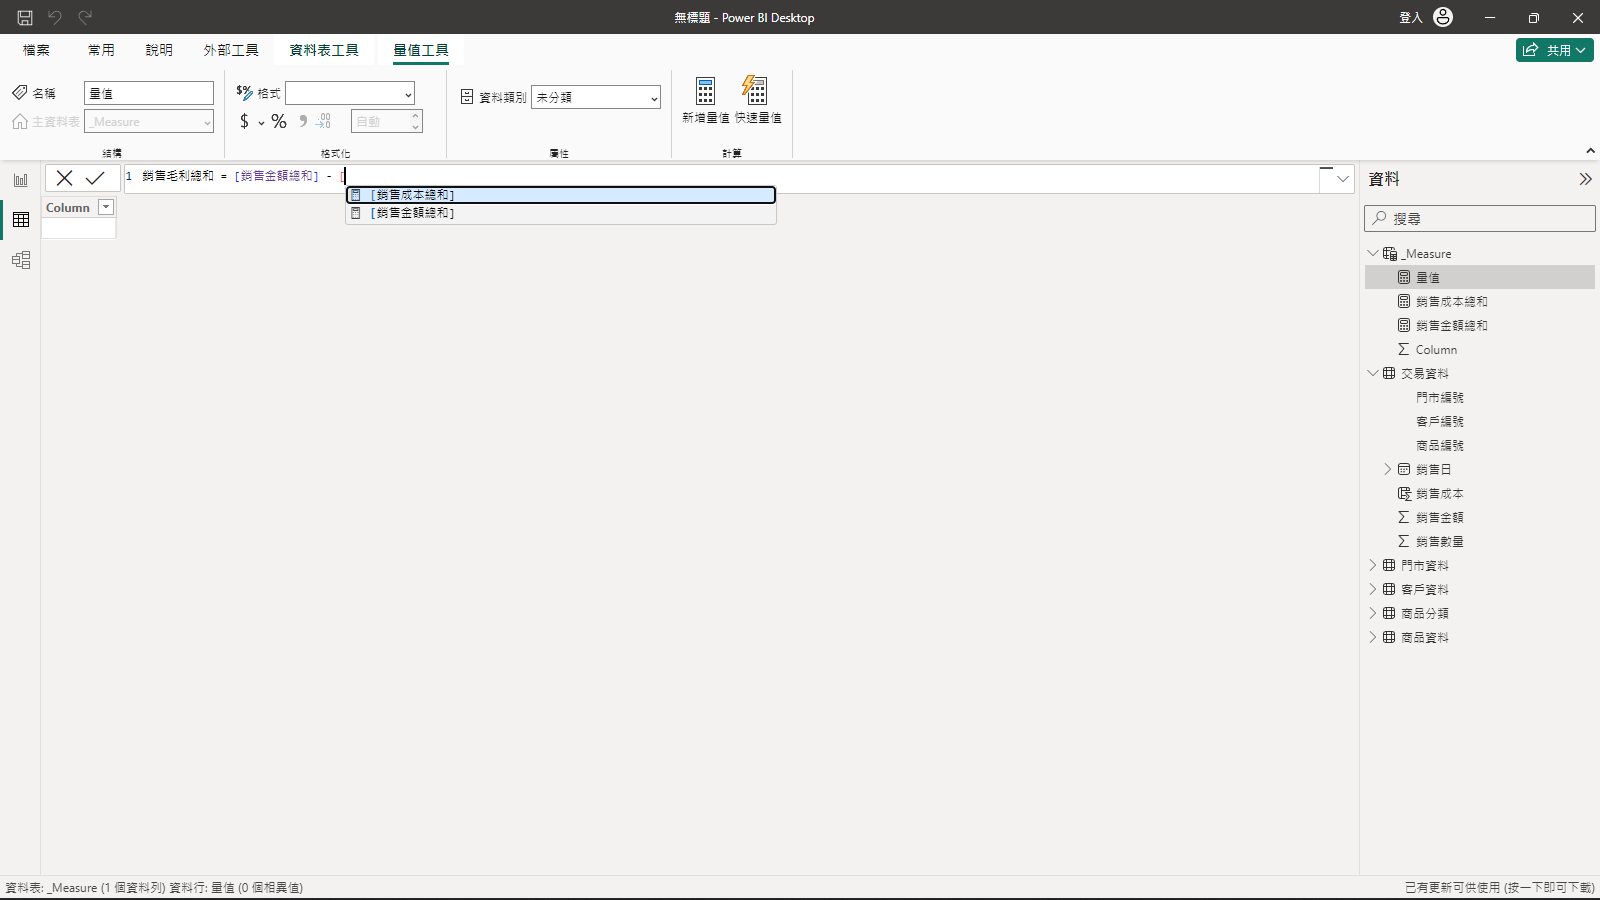 無標題 - Power BI Desktop
登入
檔案 常用 說明 外部工具 資料表工具 量值工具
共用
名稱 量值
主資料表 _Measure
結構
$% 格式
$ % 9 .00 自動
格式化
資料類別 未分類
屬性
新增量值 快速量值
計算
1 銷售毛利總和 = [銷售金額總和] - [
[銷售成本總和]
[銷售金額總和]
Column
資料
搜尋
_Measure
量值
銷售成本總和
銷售金額總和
Column
交易資料
門市編號
客戶編號
商品編號
銷售日
銷售成本
銷售金額
銷售數量
門市資料
客戶資料
商品分類
商品資料
資料表: _Measure (1 個資料列) 資料行: 量值 (0 個相異值)
已有更新可供使用 (按一下即可下載)